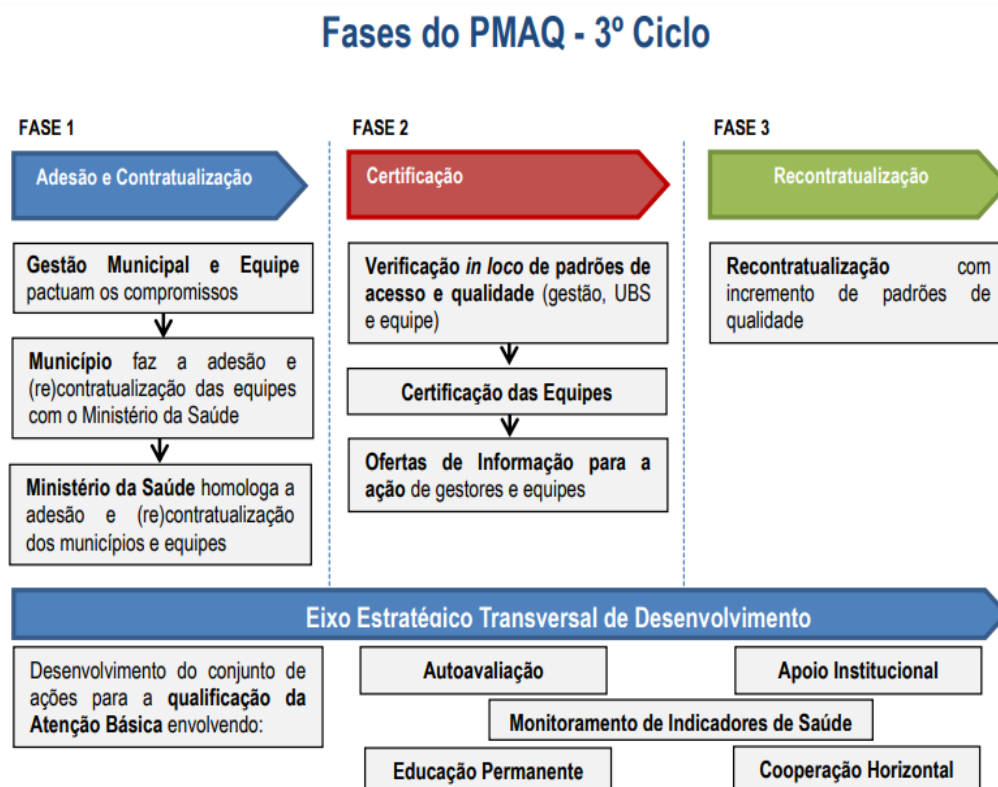 Fases do PMAQ - 3º Ciclo
FASE 1
Adesão e Contratualização
Gestão Municipal e Equipe
pactuam os compromissos
Município faz a adesão e
(re)contratualização das equipes
com o Ministério da Saúde
Ministério da Saúde homologa a
adesão e (re)contratualização
dos municípios e equipes
FASE 2
Certificação
Verificação in loco de padrões de
acesso e qualidade (gestão, UBS
e equipe)
Certificação das Equipes
Ofertas de Informação para a
ação de gestores e equipes
FASE 3
Recontratualização
Recontratualização com
incremento de padrões de
qualidade
Eixo Estratégico Transversal de Desenvolvimento
Desenvolvimento do conjunto de
ações para a qualificação da
Atenção Básica envolvendo:
Autoavaliação
Apoio Institucional
Monitoramento de Indicadores de Saúde
Educação Permanente
Cooperação Horizontal